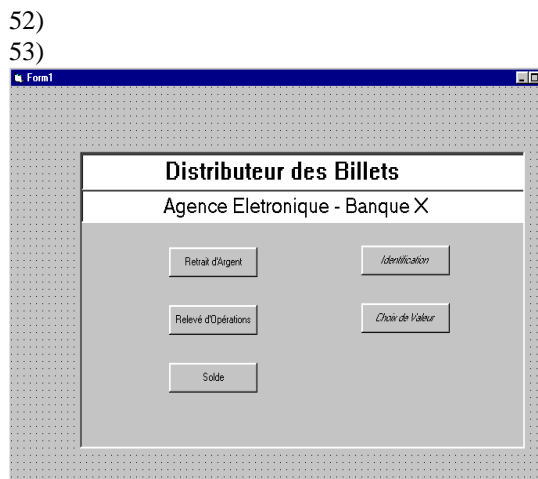 52)
53)
Form1
Distributeur des Billets
Agence Eletronique - Banque X
Retrait d'Argent
Identification
Relevé d'Opérations
Choix de Valeur
Solde